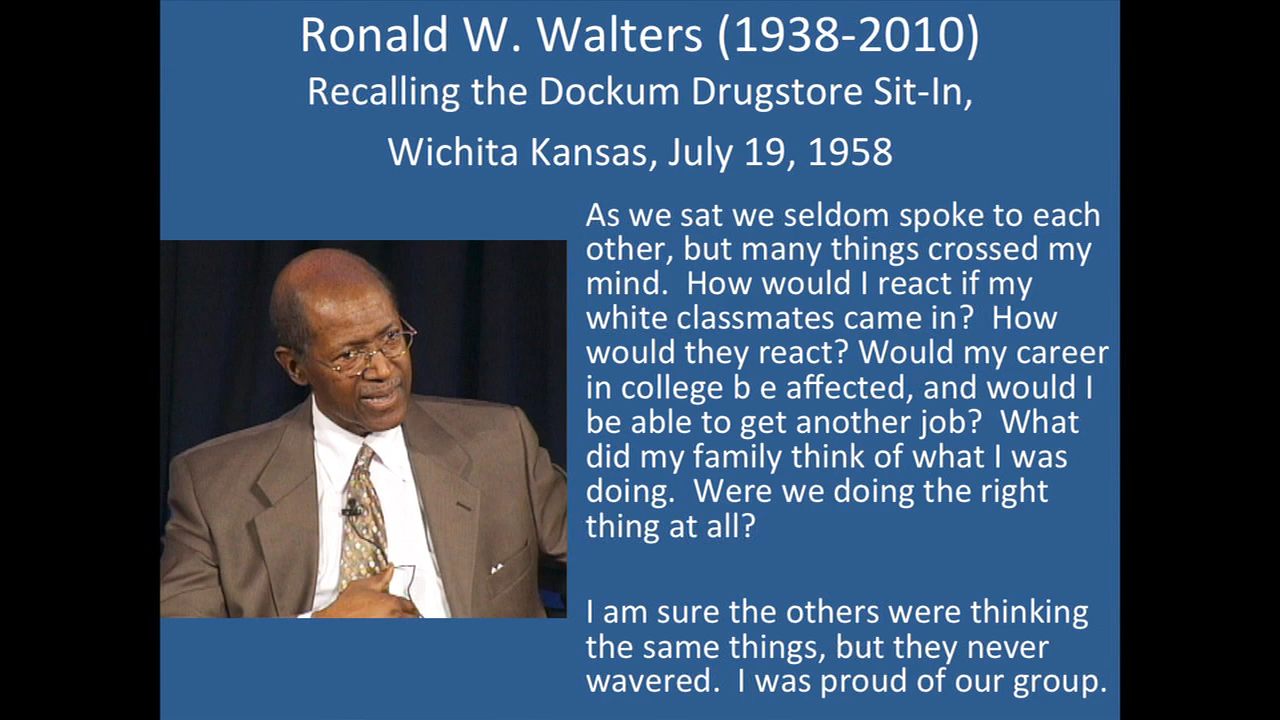 Ronald W. Walters (1938-2010)
Recalling the Dockum Drugstore Sit-In,
Wichita Kansas, July 19, 1958
As we sat we seldom spoke to each
other, but many things crossed my
mind.  How would I react if my
white classmates came in?  How
would they react? Would my career
in college b e affected, and would I
be able to get another job?  What
did my family think of what I was
doing.  Were we doing the right
thing at all?
I am sure the others were thinking
the same things, but they never
wavered.  I was proud of our group.